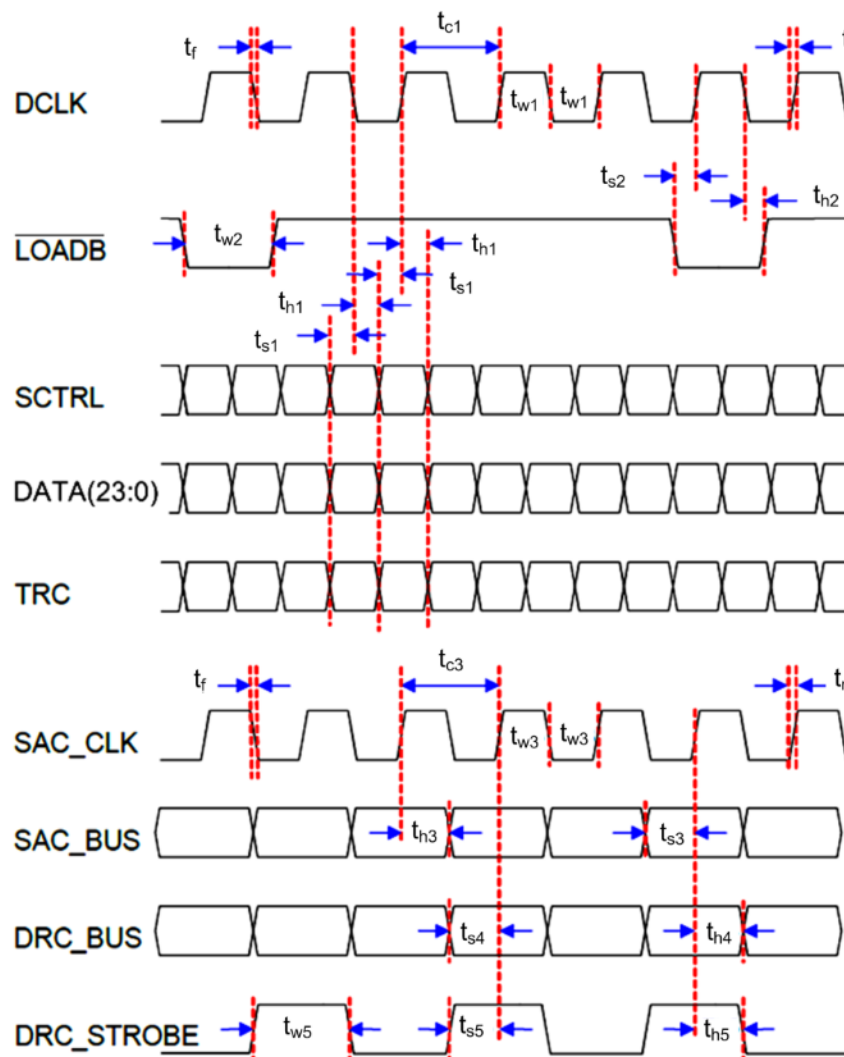 tc1
tf
t
DCLK
tw1 tw1
ts2
th2
LOADB
tw2
th1
ts1
th1
ts1
SCTRL
DATA(23:0)
TRC
tc3
tf
tr
SAC_CLK
tw3 tw3
SAC_BUS
th3
ts3
DRC_BUS
ts4
th4
DRC_STROBE
tw5
ts5
th5